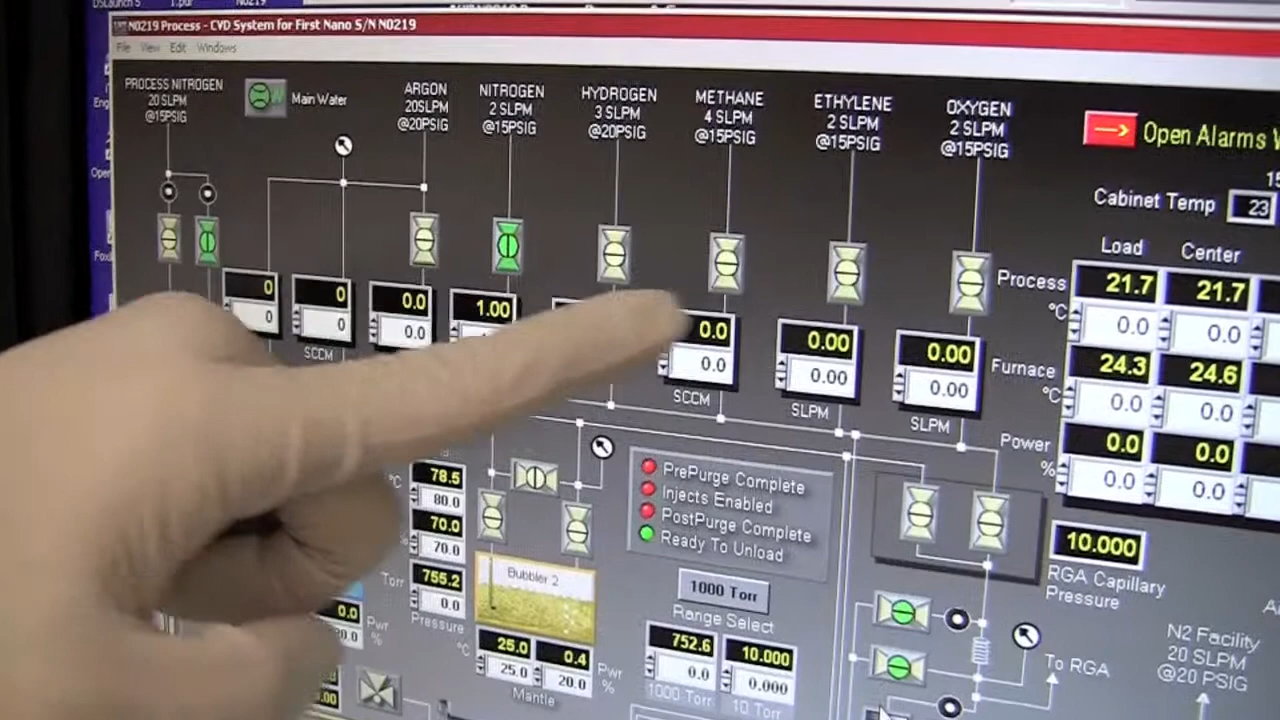 N0219 Process - CVD System for First Nano S/N N0219
File View Edit Windows
PROCESS NITROGEN
20 SLPM
@15PSIG
Main Water
ARGON
20SLPM
@20PSIG
NITROGEN
2 SLPM
@15PSIG
HYDROGEN
3 SLPM
@20PSIG
METHANE
4 SLPM
@15PSIG
ETHYLENE
2 SLPM
@15PSIG
OXYGEN
2 SLPM
@15PSIG
Open Alarms
Cabinet Temp 23
Load Center
Process °C 21.7 21.7
0.0 0.0
Furnace °C 24.3 24.6
0.0 0.0
Power % 0.0 0.0
0.0 0.0
0 0 0.0 1.00 0.0 0.00 0.00
0 0 0.0 0.0 0.00 0.00
SCCM SCCM SLPM SLPM
PrePurge Complete
Injects Enabled
PostPurge Complete
Ready To Unload
°C 78.5
80.0
70.0
70.0
Torr 755.2
0.0
Pressure
Bubbler 2
°C 25.0 0.4 Pwr %
25.0 20.0
Mantle
0.0 Pwr
20.0 %
1000 Torr
Range Select
752.6 10.000
0.0 0.000
1000 Torr 10 Torr
10.000
RGA Capillary
Pressure
To RGA
N2 Facility
20 SLPM
@20 PSIG